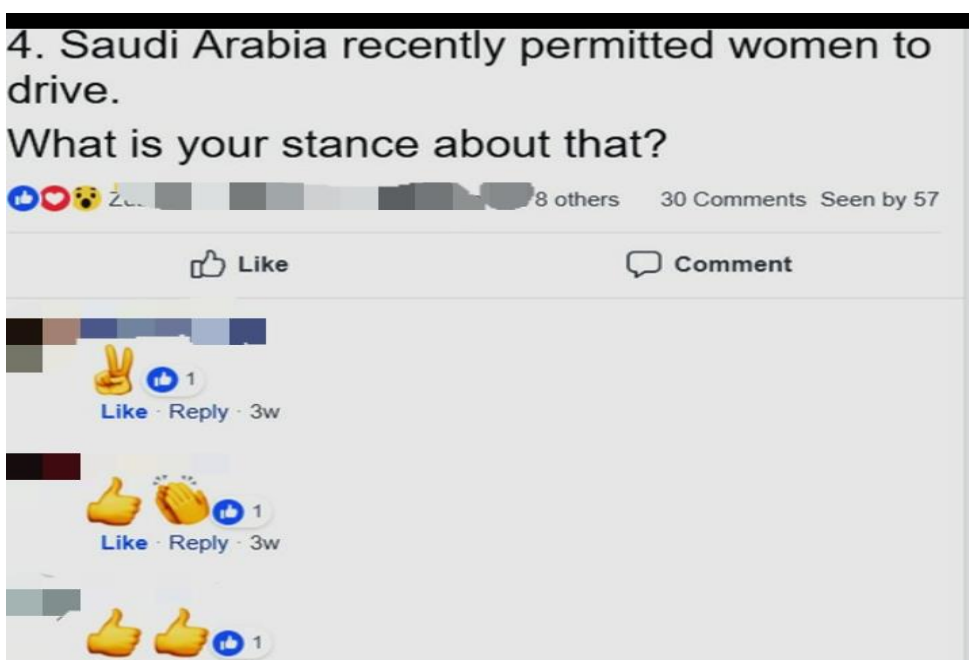 4. Saudi Arabia recently permitted women to
drive.
What is your stance about that?
8 others 30 Comments Seen by 57
Like Comment
1
Like · Reply · 3w
1
Like · Reply · 3w
1